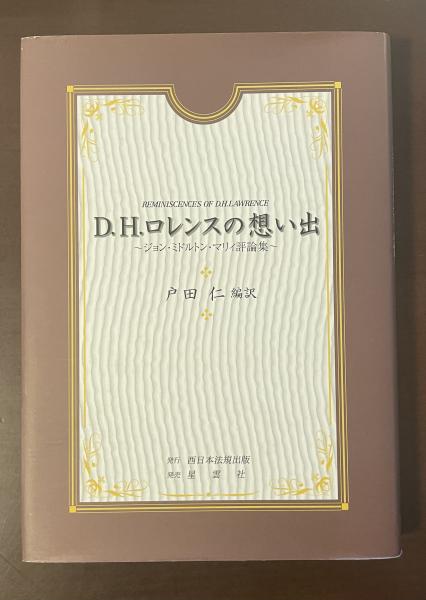 REMINISCENCES OF D.H.LAWRENCE
D.H.ロレンスの想い出
～ジョン・ミドルトン・マリィ評論集～
戸田 仁 編訳
発行 西日本法規出版
発売 星雲社